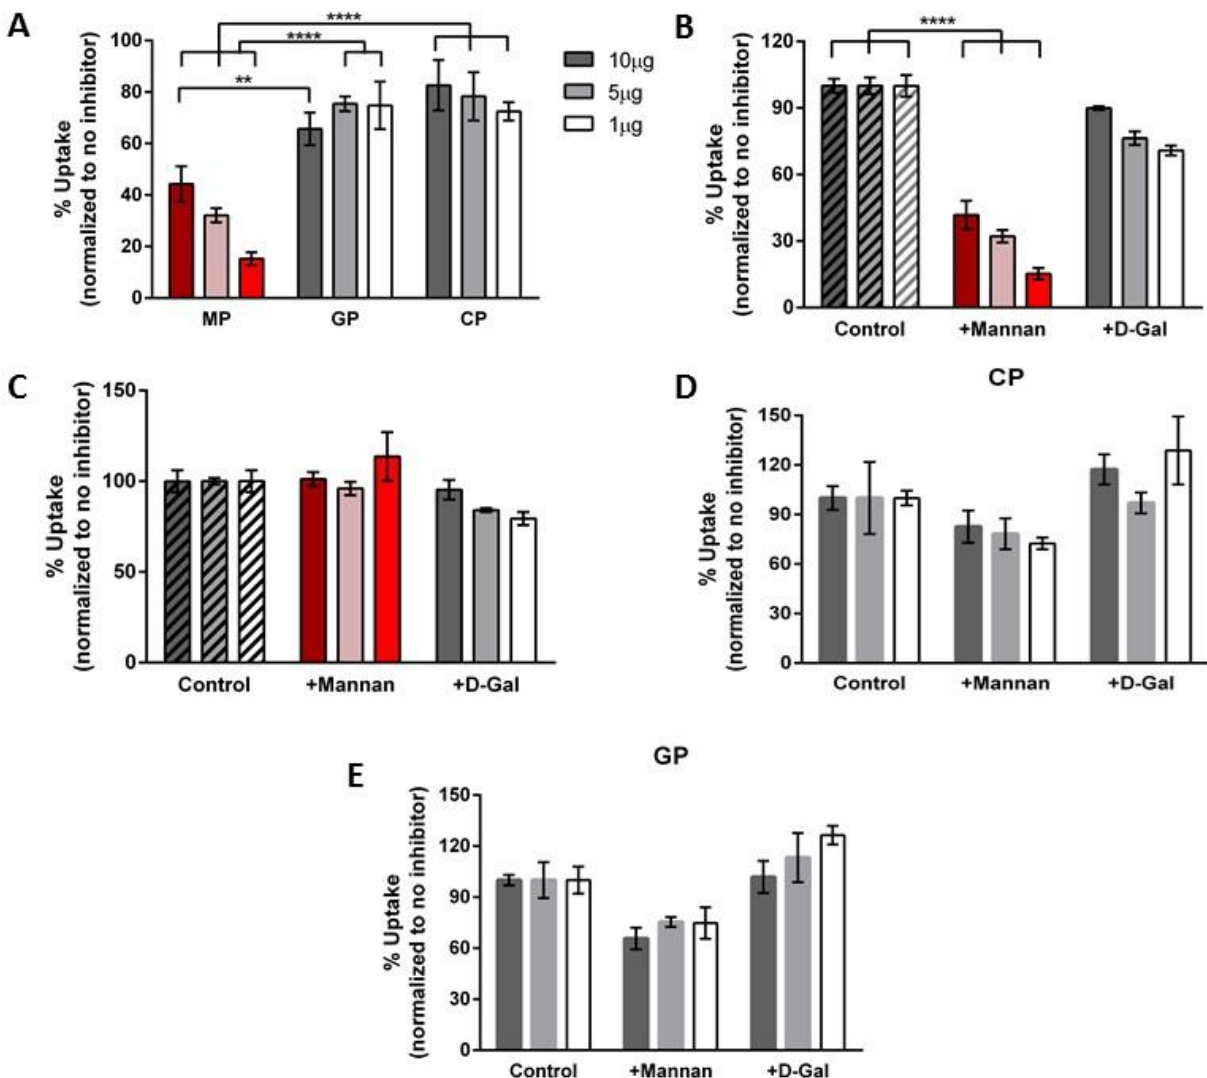 A
****
****
**
100
80
60
40
20
0
% Uptake
(normalized to no inhibitor)
MP GP CP
10μg
5μg
1μg
B
****
120
90
60
30
0
% Uptake
(normalized to no inhibitor)
Control +Mannan +D-Gal
C
150
100
50
0
% Uptake
(normalized to no inhibitor)
Control +Mannan +D-Gal
D
CP
150
120
90
60
30
0
% Uptake
(normalized to no inhibitor)
Control +Mannan +D-Gal
E
GP
150
120
90
60
30
0
% Uptake
(normalized to no inhibitor)
Control +Mannan +D-Gal